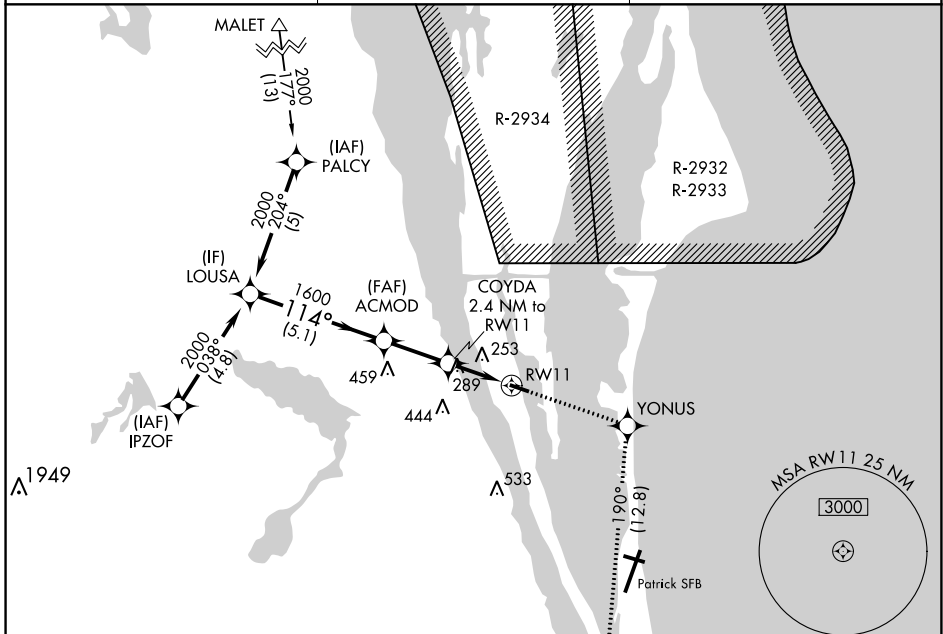 MALET
2000
177°
(13)
R-2934
(IAF)
PALCY
R-2932
R-2933
2000
204°
(5)
(IF)
LOUSA
1600
114°
(5.1)
(FAF)
ACMOD
COYDA
2.4 NM to
RW11
253
459
289
RW11
2000
038°
(4.8)
444
(IAF)
IPZOF
YONUS
1949
533
MSA RW11 25 NM
3000
190°
(12.8)
Patrick SFB